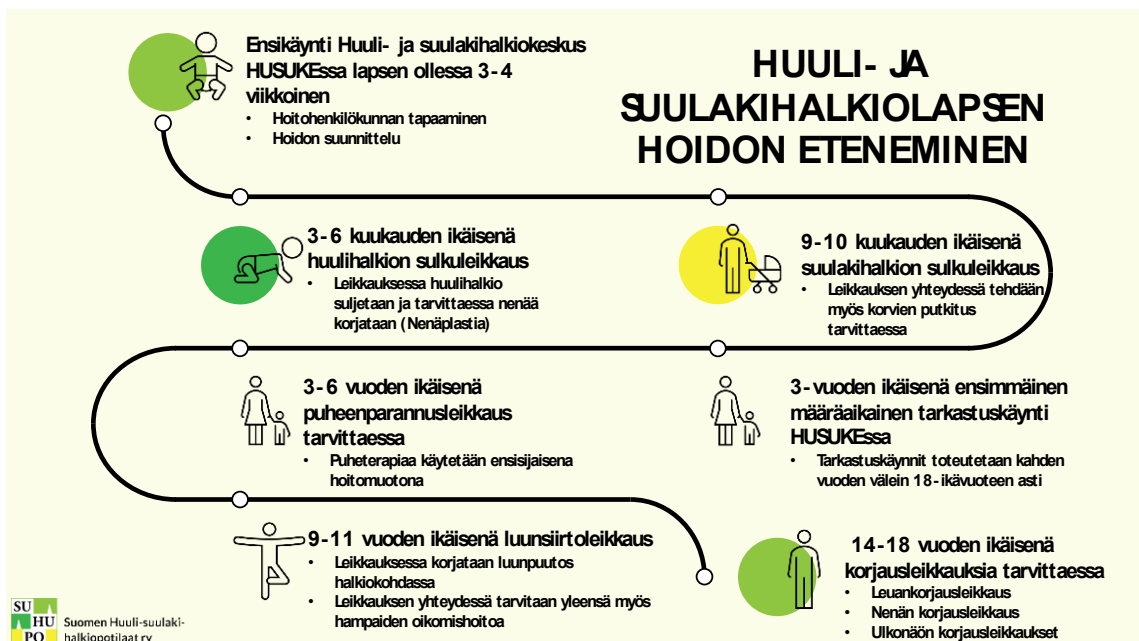 HUULI- JA
SUULAKIHALKIOLAPSEN
HOIDON ETENEMINEN
Ensikäynti Huuli- ja suulakihalkiokeskus
HUSUKEssa lapsen ollessa 3-4
viikkoinen
• Hoitohenkilökunnan tapaaminen
• Hoidon suunnittelu
3-6 kuukauden ikäisenä
huulihalkion sulkuleikkaus
• Leikkauksessa huulihalkio
suljetaan ja tarvittaessa nenää
korjataan (Nenäplastia)
9-10 kuukauden ikäisenä
suulakihalkion sulkuleikkaus
• Leikkauksen yhteydessä tehdään
myös korvien putkitus
tarvittaessa
3-vuoden ikäisenä ensimmäinen
määräaikainen tarkastuskäynti
HUSUKEssa
• Tarkastuskäynnit toteutetaan kahden
vuoden välein 18-ikävuoteen asti
3-6 vuoden ikäisenä
puheenparannusleikkaus
tarvittaessa
• Puheterapiaa käytetään ensisijaisena
hoitomuotona
9-11 vuoden ikäisenä luunsiirtoleikkaus
• Leikkauksessa korjataan luunpuutos
halkiokohdassa
• Leikkauksen yhteydessä tarvitaan yleensä myös
hampaiden oikomishoitoa
14-18 vuoden ikäisenä
korjausleikkauksia tarvittaessa
• Leuankorjausleikkaus
• Nenän korjausleikkaus
• Ulkonäön korjausleikkaukset
SU
HU
PO
Suomen Huuli-suulaki-
halkiopotilaat ry